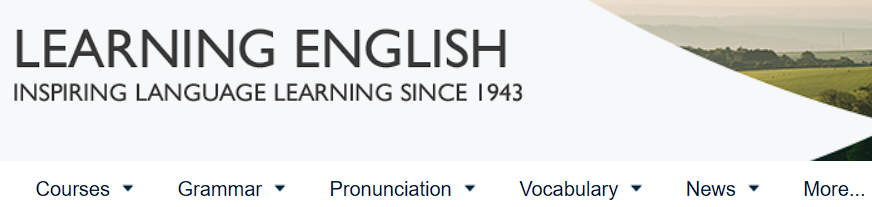 LEARNING ENGLISH
INSPIRING LANGUAGE LEARNING SINCE 1943
Courses Grammar Pronunciation Vocabulary News More...